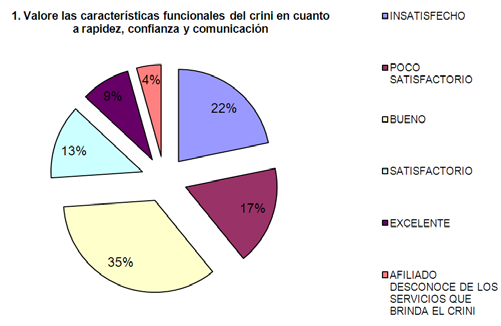 1. Valore las características funcionales del crini en cuanto
a rapidez, confianza y comunicación
22%
17%
35%
13%
9%
4%
INSATISFECHO
POCO
SATISFACTORIO
BUENO
SATISFACTORIO
EXCELENTE
AFILIADO
DESCONOCE DE LOS
SERVICIOS QUE
BRINDA EL CRINI